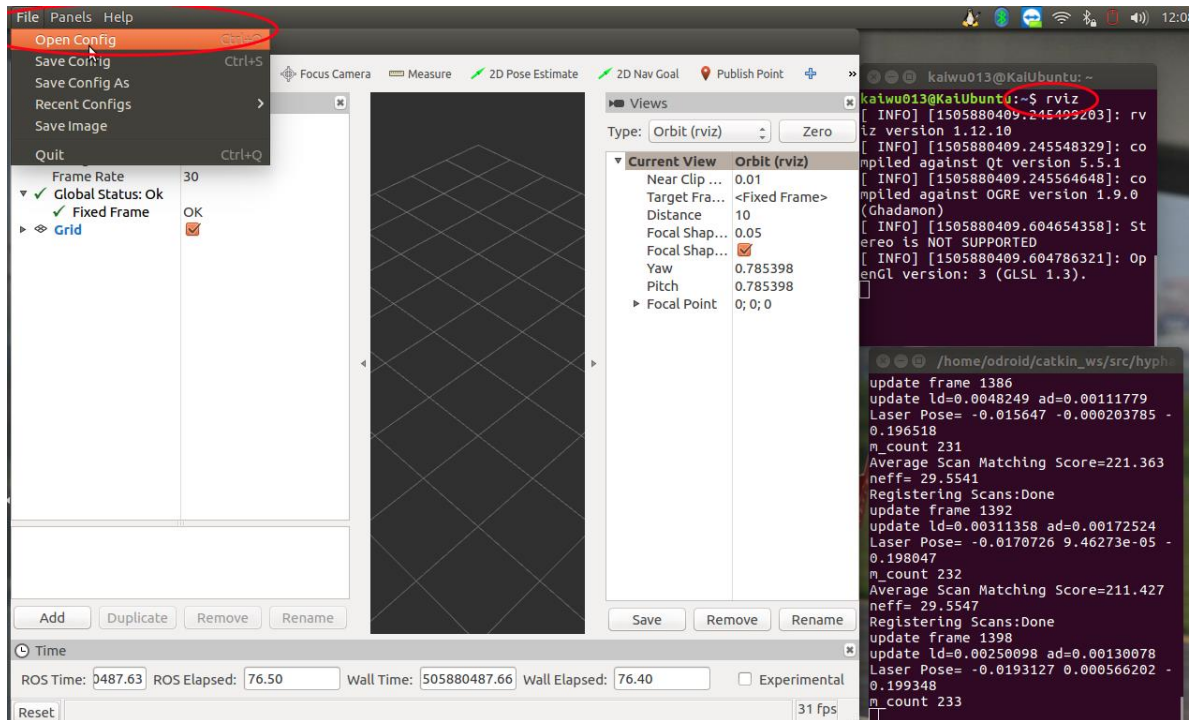 File Panels Help
12:08
Open Config
Save Config Ctrl+S
Save Config As
Recent Configs
Save Image
Quit Ctrl+Q
Focus Camera Measure 2D Pose Estimate 2D Nav Goal Publish Point
Frame Rate 30
Global Status: Ok
Fixed Frame OK
Grid
Add Duplicate Remove Rename
Views
Type: Orbit (rviz) Zero
Current View Orbit (rviz)
Near Clip ... 0.01
Target Fra... <Fixed Frame>
Distance 10
Focal Shap... 0.05
Focal Shap...
Yaw 0.785398
Pitch 0.785398
Focal Point 0; 0; 0
Save Remove Rename
Time
ROS Time: 0487.63 ROS Elapsed: 76.50 Wall Time: 505880487.66 Wall Elapsed: 76.40 Experimental
Reset 31 fps
kaiwu013@KaiUbuntu: ~
kaiwu013@KaiUbuntu:~$ rviz
[ INFO] [1505880409.245499203]: rv
iz version 1.12.10
[ INFO] [1505880409.245548329]: co
mpiled against Qt version 5.5.1
[ INFO] [1505880409.245564648]: co
mpiled against OGRE version 1.9.0
(Ghadamon)
[ INFO] [1505880409.604654358]: St
ereo is NOT SUPPORTED
[ INFO] [1505880409.604786321]: Op
enGl version: 3 (GLSL 1.3).
/home/odroid/catkin_ws/src/hypha
update frame 1386
update ld=0.0048249 ad=0.00111779
Laser Pose= -0.015647 -0.000203785 -
0.196518
m_count 231
Average Scan Matching Score=221.363
neff= 29.5541
Registering Scans:Done
update frame 1392
update ld=0.00311358 ad=0.00172524
Laser Pose= -0.0170726 9.46273e-05 -
0.198047
m_count 232
Average Scan Matching Score=211.427
neff= 29.5547
Registering Scans:Done
update frame 1398
update ld=0.00250098 ad=0.00130078
Laser Pose= -0.0193127 0.000566202 -
0.199348
m_count 233